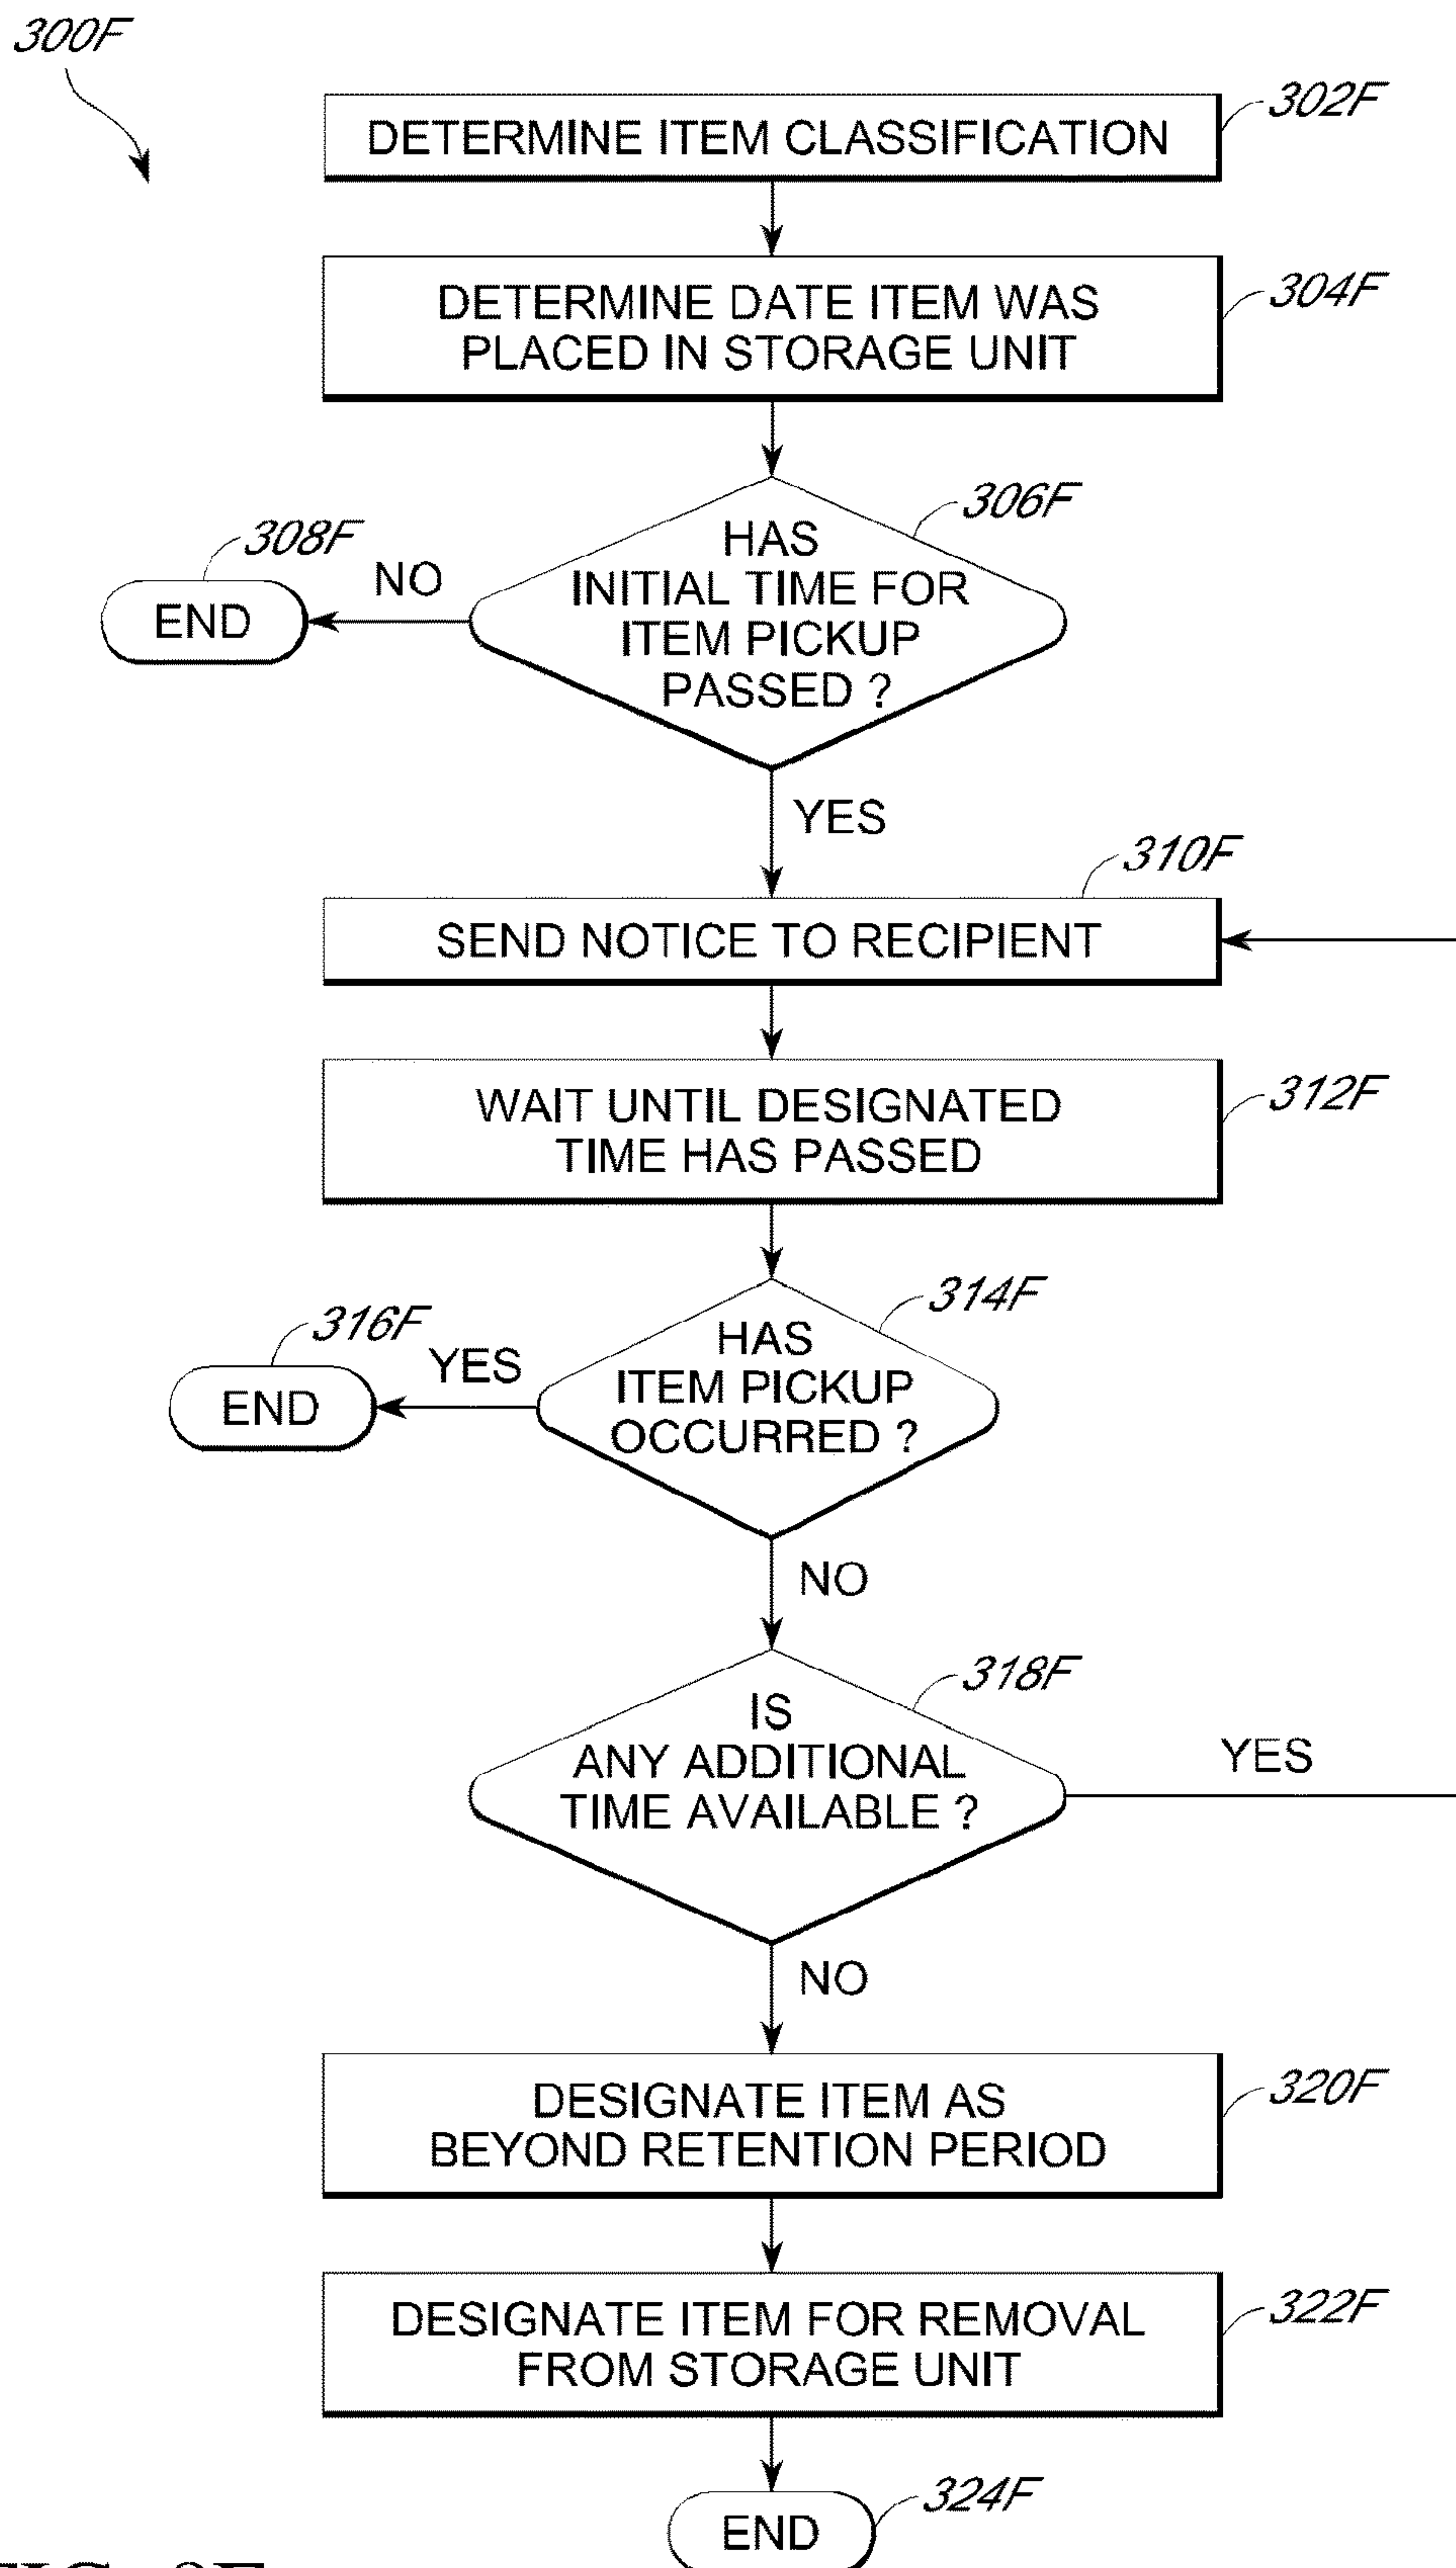 300F
302F
DETERMINE ITEM CLASSIFICATION
304F
DETERMINE DATE ITEM WAS
PLACED IN STORAGE UNIT
306F
HAS
INITIAL TIME FOR
ITEM PICKUP
PASSED ?
308F
NO
END
YES
310F
SEND NOTICE TO RECIPIENT
312F
WAIT UNTIL DESIGNATED
TIME HAS PASSED
314F
HAS
ITEM PICKUP
OCCURRED ?
316F
YES
END
NO
318F
IS
ANY ADDITIONAL
TIME AVAILABLE ?
YES
NO
320F
DESIGNATE ITEM AS
BEYOND RETENTION PERIOD
322F
DESIGNATE ITEM FOR REMOVAL
FROM STORAGE UNIT
324F
END